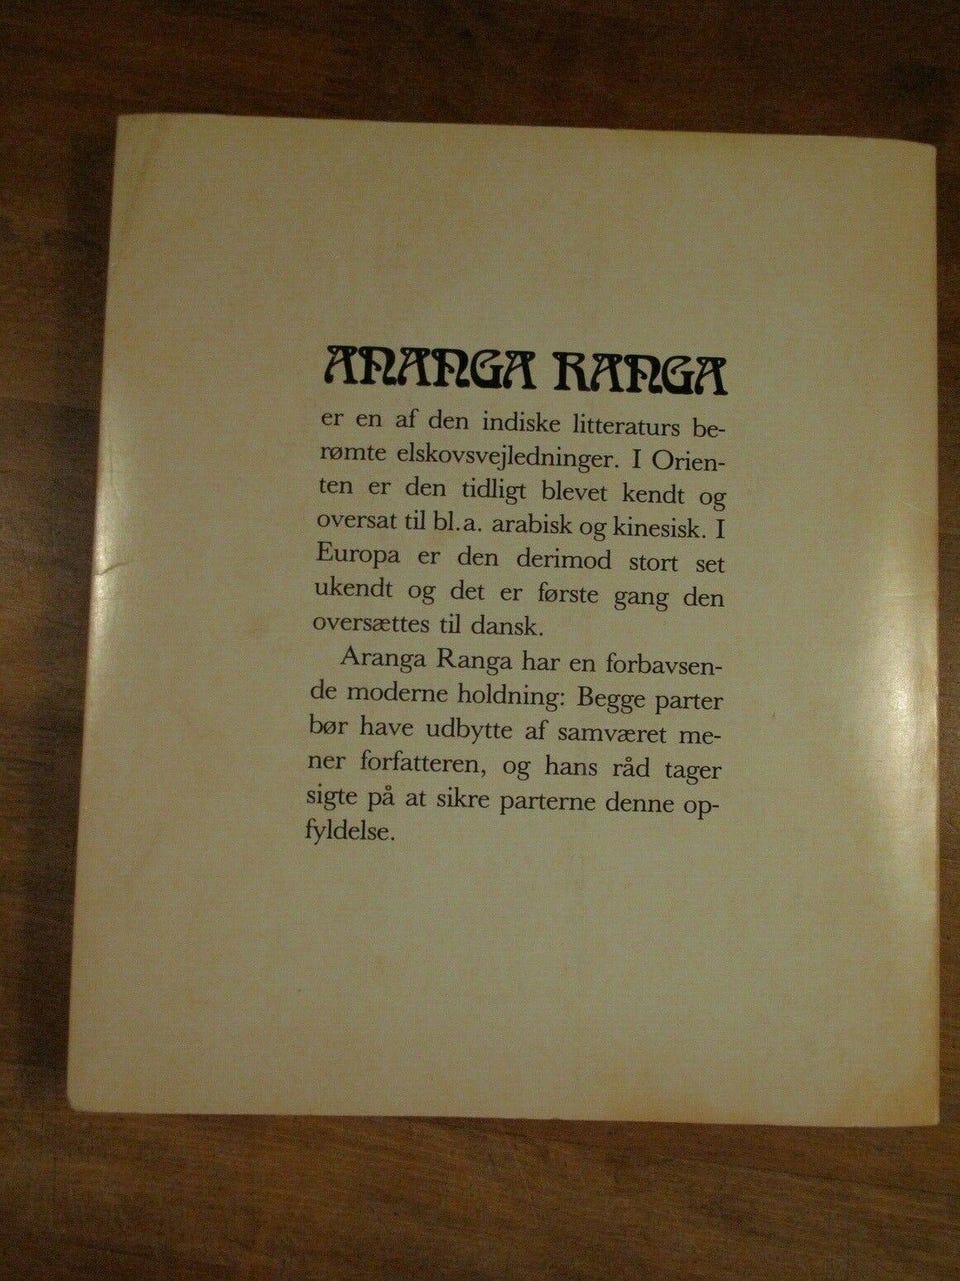 ANANGA RANGA
er en af den indiske litteraturs be-
rømte elskovsvejledninger. I Orien-
ten er den tidligt blevet kendt og
oversat til bl.a. arabisk og kinesisk. I
Europa er den derimod stort set
ukendt og det er første gang den
oversættes til dansk.
Aranga Ranga har en forbavsen-
de moderne holdning: Begge parter
bør have udbytte af samværet me-
ner forfatteren, og hans råd tager
sigte på at sikre parterne denne op-
fyldelse.